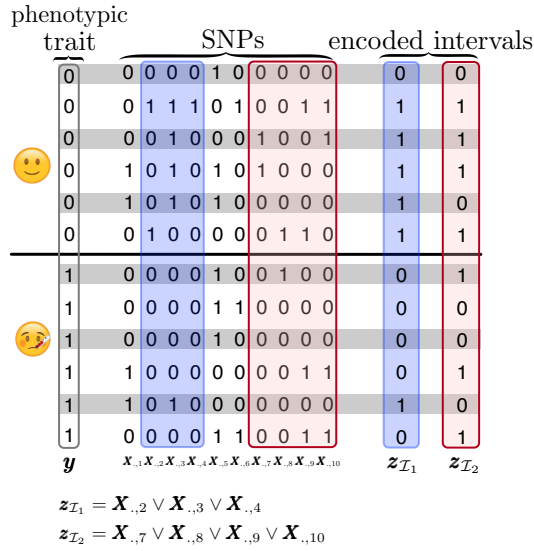 phenotypic
trait SNPs encoded intervals
0 0 0 0 0 1 0 0 0 0 0 0 0
0 0 1 1 1 0 1 0 0 1 1 1 1
0 0 0 1 0 0 0 1 0 0 1 1 1
0 1 0 1 0 1 0 1 0 0 0 1 1
0 1 0 1 0 1 0 0 0 0 0 1 0
0 0 1 0 0 0 0 0 1 1 0 1 1
1 0 0 0 0 1 0 0 1 0 0 0 1
1 0 0 0 0 1 1 0 0 0 0 0 0
1 0 0 0 0 1 0 0 0 0 0 0 0
1 1 0 0 0 0 0 0 0 1 1 0 1
1 1 0 1 0 0 0 0 0 0 0 1 0
1 0 0 0 0 1 1 0 0 1 1 0 1
y X.,1 X.,2 X.,3 X.,4 X.,5 X.,6 X.,7 X.,8 X.,9 X.,10 zI1 zI2
zI1 = X.,2 ∨ X.,3 ∨ X.,4
zI2 = X.,7 ∨ X.,8 ∨ X.,9 ∨ X.,10